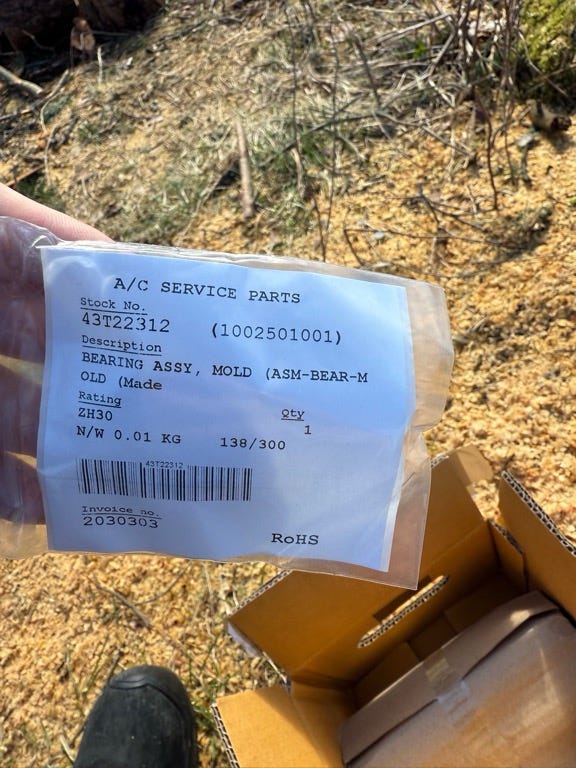 A/C SERVICE PARTS
Stock No.
43T22312 (1002501001)
Description
BEARING ASSY, MOLD (ASM-BEAR-M
OLD (Made
Rating Qty
ZH30 1
N/W 0.01 KG 138/300
43T22312
Invoice no.
2030303
RoHS